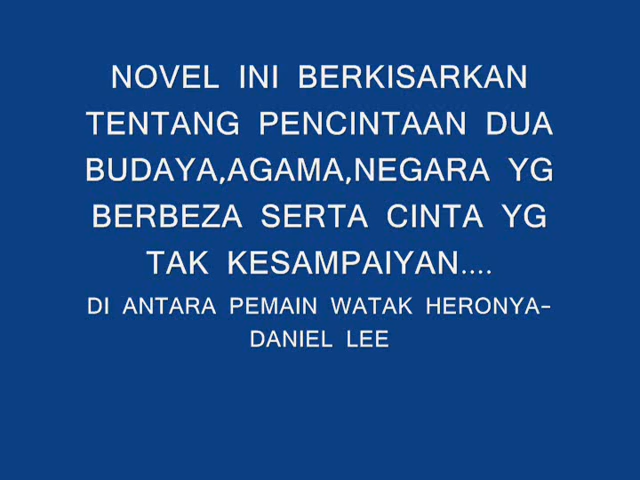 NOVEL INI BERKISARKAN
TENTANG PENCINTAAN DUA
BUDAYA,AGAMA,NEGARA YG
BERBEZA SERTA CINTA YG
TAK KESAMPAIYAN....
DI ANTARA PEMAIN WATAK HERONYA-
DANIEL LEE